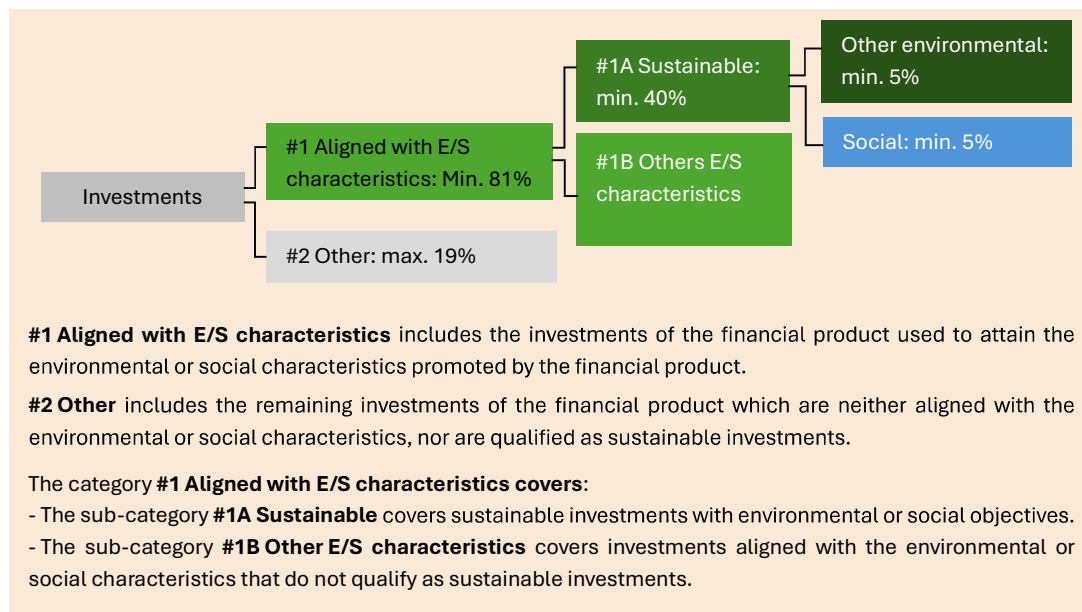 Investments
#1 Aligned with E/S
characteristics: Min. 81%
#2 Other: max. 19%
#1A Sustainable:
min. 40%
#1B Others E/S
characteristics
Other environmental:
min. 5%
Social: min. 5%
#1 Aligned with E/S characteristics includes the investments of the financial product used to attain the
environmental or social characteristics promoted by the financial product.
#2 Other includes the remaining investments of the financial product which are neither aligned with the
environmental or social characteristics, nor are qualified as sustainable investments.
The category #1 Aligned with E/S characteristics covers:
- The sub-category #1A Sustainable covers sustainable investments with environmental or social objectives.
- The sub-category #1B Other E/S characteristics covers investments aligned with the environmental or
social characteristics that do not qualify as sustainable investments.